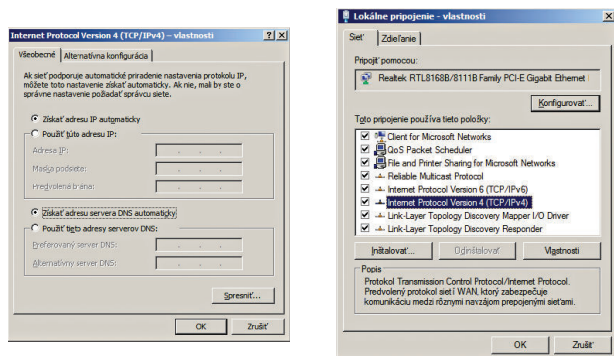 Internet Protocol Version 4 (TCP/IPv4) – vlastnosti
Všeobecné
Alternatívna konfigurácia
Ak sieť podporuje automatické priradenie nastavenia protokolu IP,
môžete toto nastavenie získať automaticky. Ak nie, mali by ste o
správne nastavenie požiadať správcu siete.
Získať adresu IP automaticky
Použiť túto adresu IP:
Adresa IP:
Maska podsiete:
Predvolená brána:
Získať adresu servera DNS automaticky
Použiť tieto adresy serverov DNS:
Preferovaný server DNS:
Alternatívny server DNS:
Spresniť...
OK
Zrušiť
Lokálne pripojenie - vlastnosti
Sieť
Zdieľanie
Pripojiť pomocou:
Realtek RTL8168B/8111B Family PCI-E Gigabit Ethernet
Konfigurovať...
Toto pripojenie používa tieto položky:
Client for Microsoft Networks
QoS Packet Scheduler
File and Printer Sharing for Microsoft Networks
Reliable Multicast Protocol
Internet Protocol Version 6 (TCP/IPv6)
Internet Protocol Version 4 (TCP/IPv4)
Link-Layer Topology Discovery Mapper I/O Driver
Link-Layer Topology Discovery Responder
Inštalovať...
Odinštalovať
Vlastnosti
Popis
Protokol Transmission Control Protocol/Internet Protocol.
Predvolený protokol sietí WAN, ktorý zabezpečuje
komunikáciu medzi rôznymi navzájom prepojenými sieťami.
OK
Zrušiť